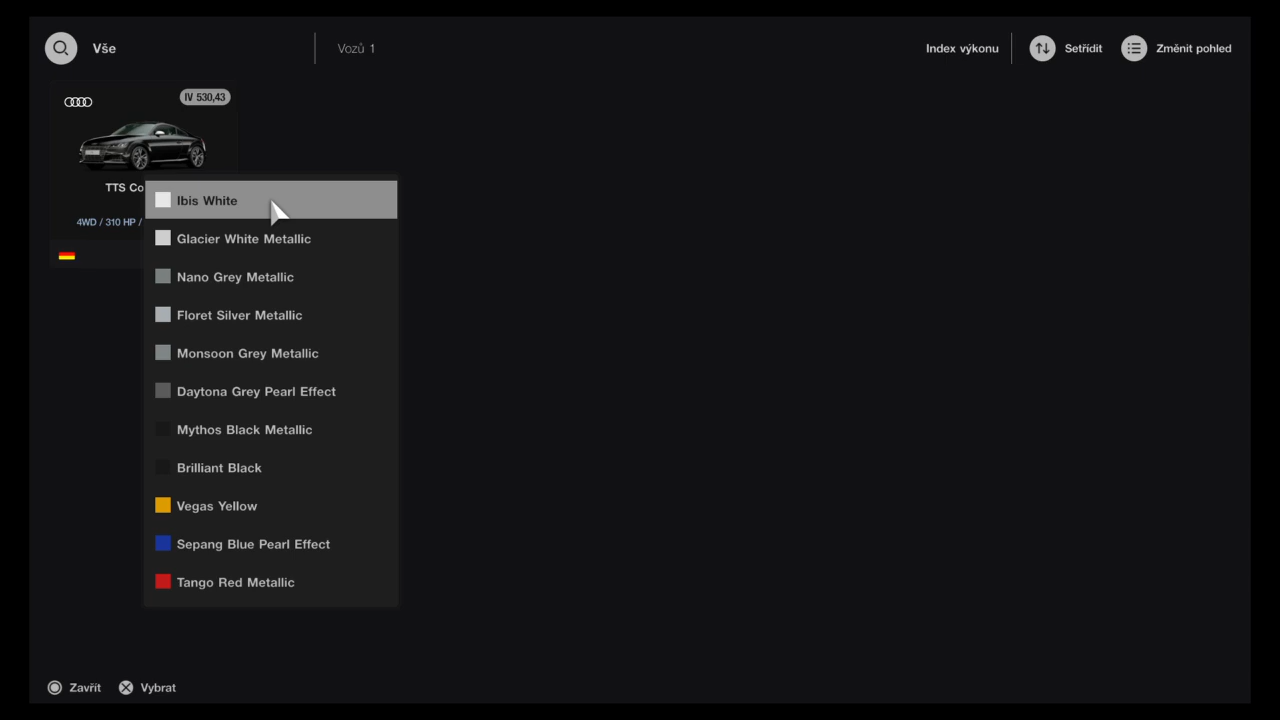 Vše
Vozů 1
Index výkonu
Setřídit
Změnit pohled
IV 530,43
TTS Co
4WD / 310 HP /
Ibis White
Glacier White Metallic
Nano Grey Metallic
Floret Silver Metallic
Monsoon Grey Metallic
Daytona Grey Pearl Effect
Mythos Black Metallic
Brilliant Black
Vegas Yellow
Sepang Blue Pearl Effect
Tango Red Metallic
Zavřít
Vybrat